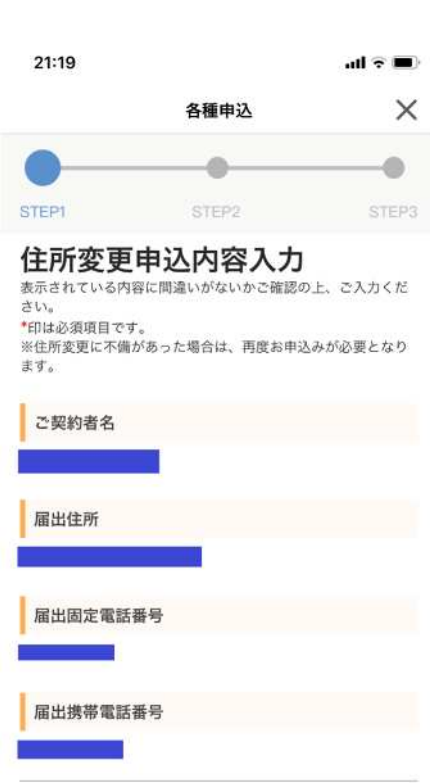 21:19
各種申込
STEP1
STEP2
STEP3
住所変更申込内容入力
表示されている内容に間違いがないかご確認の上、ご入力くだ
さい。
*印は必須項目です。
※住所変更に不備があった場合は、再度お申込みが必要となり
ます。
ご契約者名
届出住所
届出固定電話番号
届出携帯電話番号